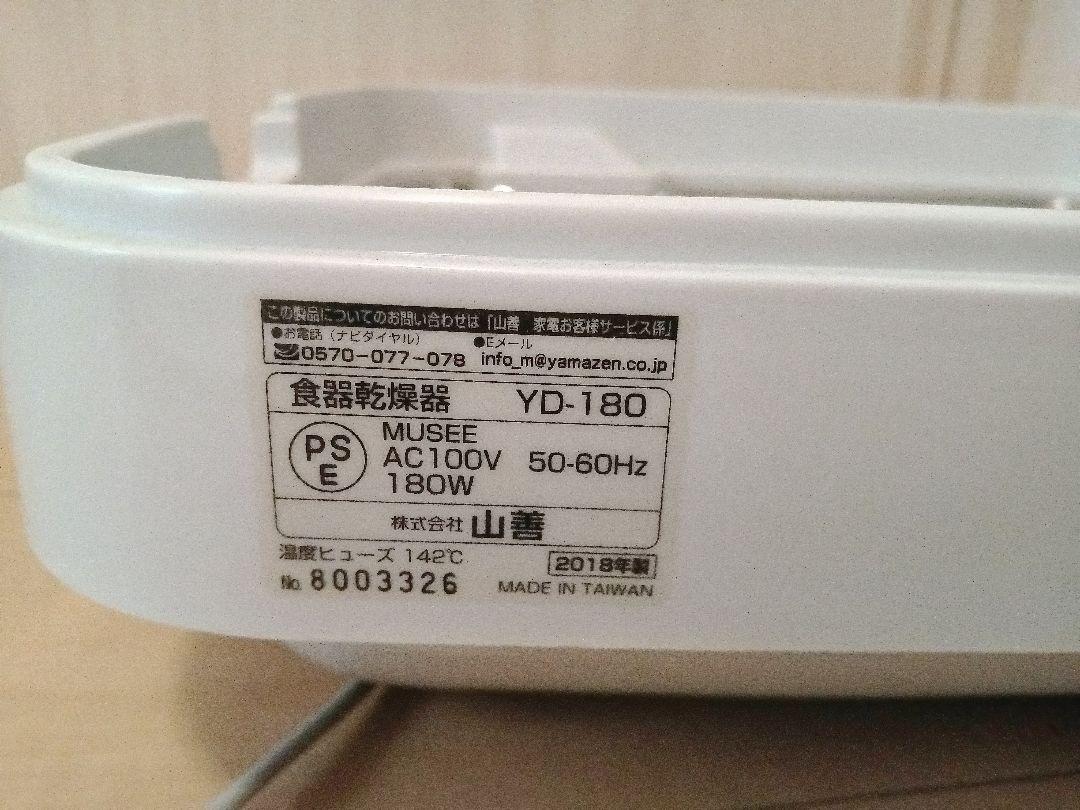 この製品についてのお問い合わせは「山善 家電お客様サービス係」
●お電話(ナビダイヤル)
0570-077-078
●Eメール
info_m@yamazen.co.jp
食器乾燥器 YD-180
PS
E
MUSEE
AC100V 50-60Hz
180W
株式会社 山善
温度ヒューズ 142℃
2018年製
No. 8003326
MADE IN TAIWAN